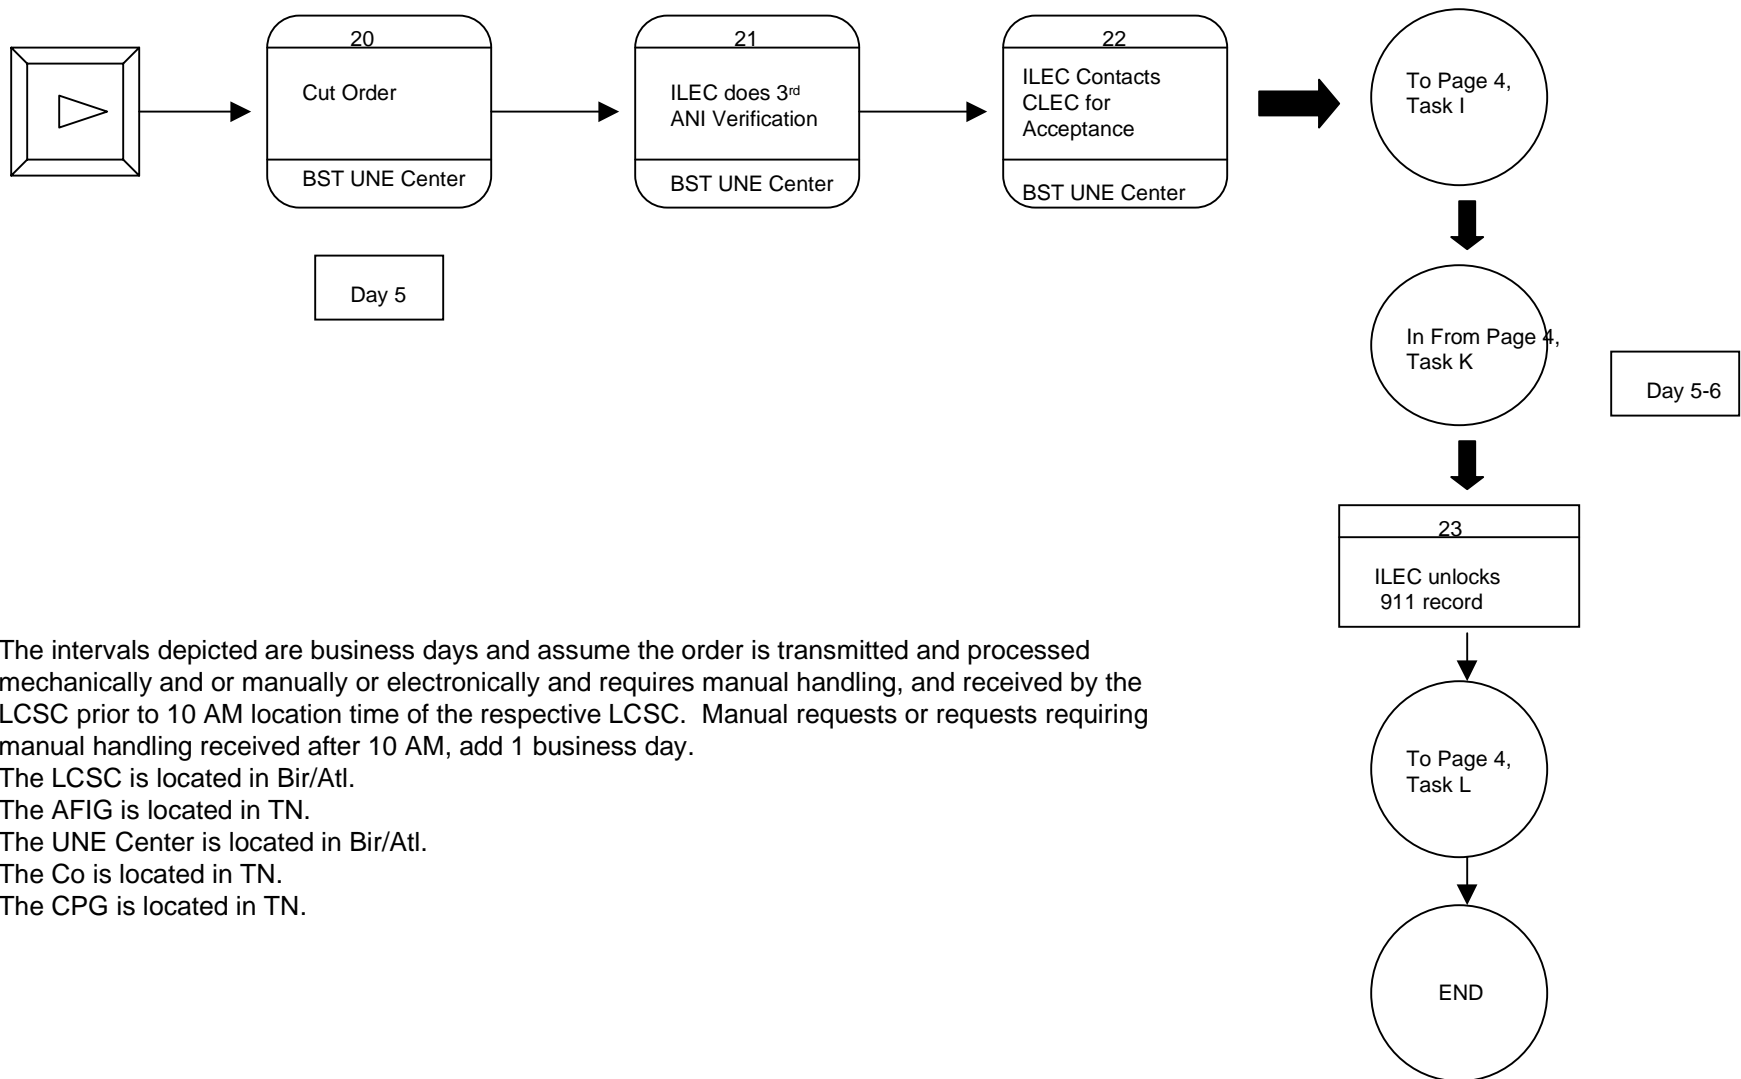 20
Cut Order
BST UNE Center
21
ILEC does 3rd
ANI Verification
BST UNE Center
22
ILEC Contacts
CLEC for
Acceptance
BST UNE Center
To Page 4,
Task I
Day 5
In From Page 4,
Task K
Day 5-6
23
ILEC unlocks
911 record
To Page 4,
Task L
END
The intervals depicted are business days and assume the order is transmitted and processed
mechanically and or manually or electronically and requires manual handling, and received by the
LCSC prior to 10 AM location time of the respective LCSC. Manual requests or requests requiring
manual handling received after 10 AM, add 1 business day.
The LCSC is located in Bir/Atl.
The AFIG is located in TN.
The UNE Center is located in Bir/Atl.
The Co is located in TN.
The CPG is located in TN.